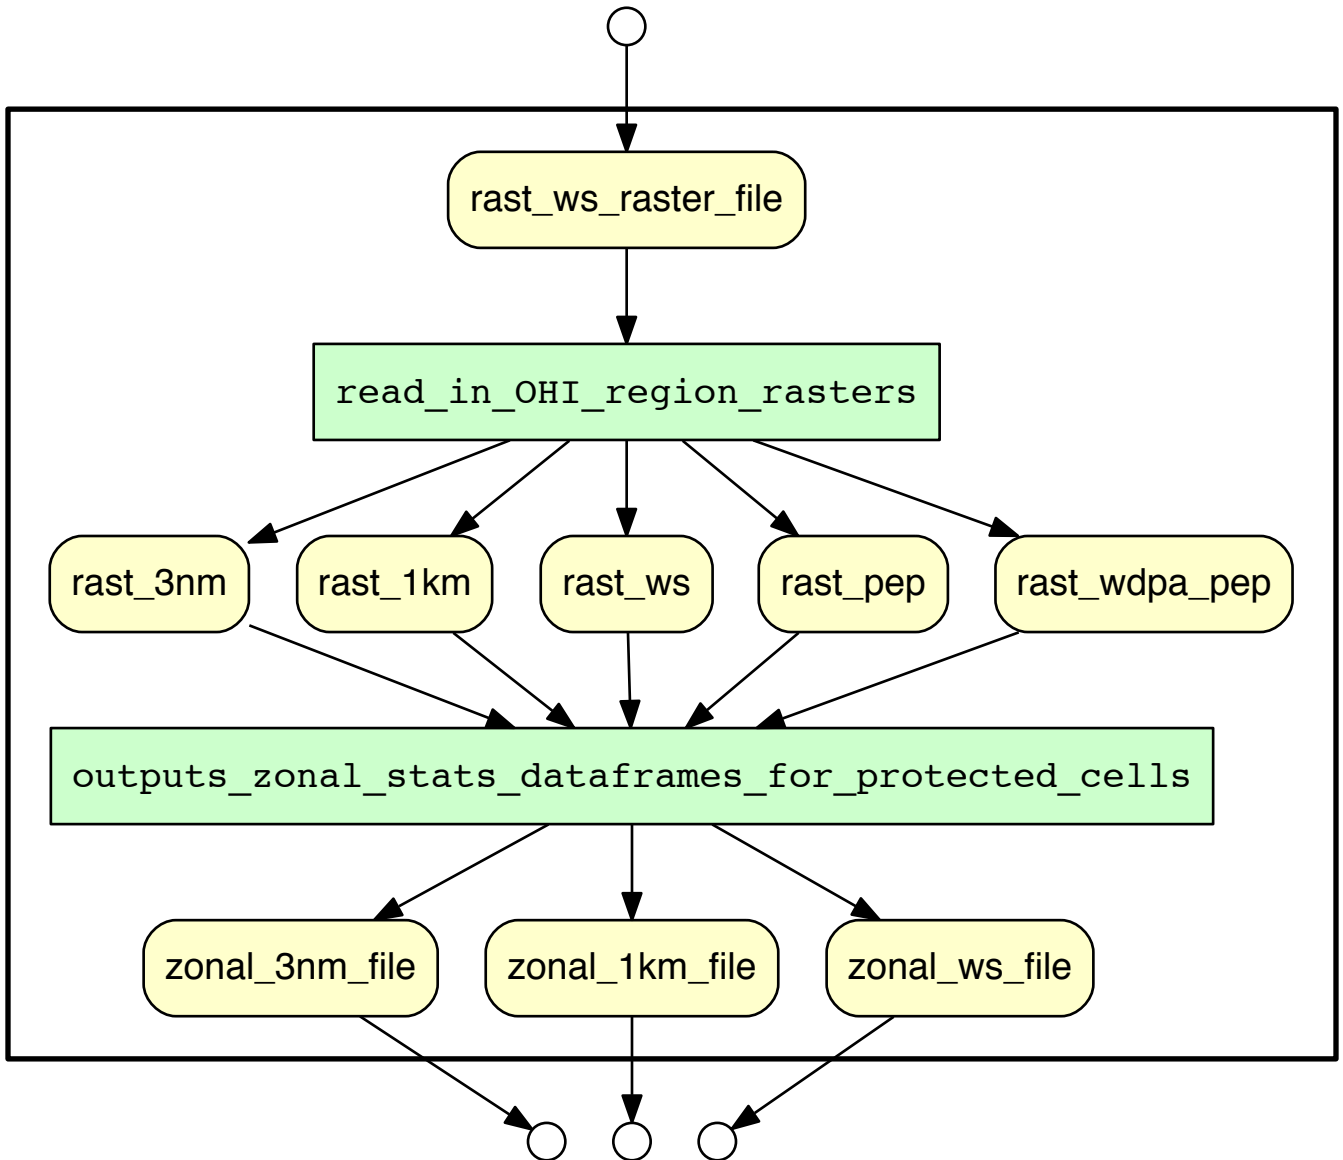 rast_ws_raster_file
read_in_OHI_region_rasters
rast_3nm
rast_1km
rast_ws
rast_pep
rast_wdpa_pep
outputs_zonal_stats_dataframes_for_protected_cells
zonal_3nm_file
zonal_1km_file
zonal_ws_file